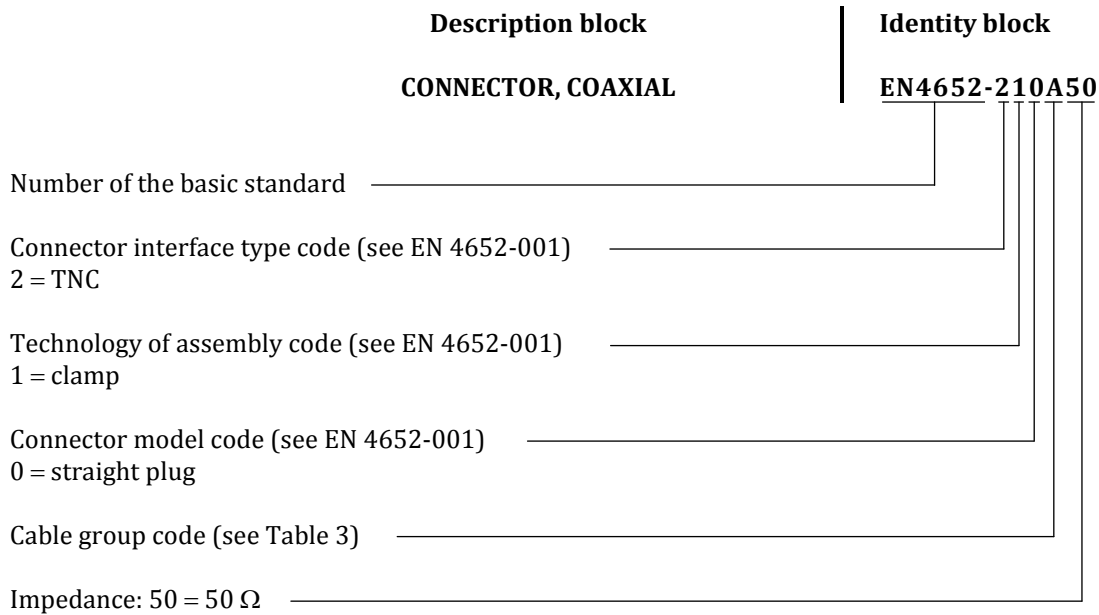 Description block Identity block
CONNECTOR, COAXIAL EN4652-210A50
Number of the basic standard
Connector interface type code (see EN 4652-001)
2 = TNC
Technology of assembly code (see EN 4652-001)
1 = clamp
Connector model code (see EN 4652-001)
0 = straight plug
Cable group code (see Table 3)
Impedance: 50 = 50 Ω